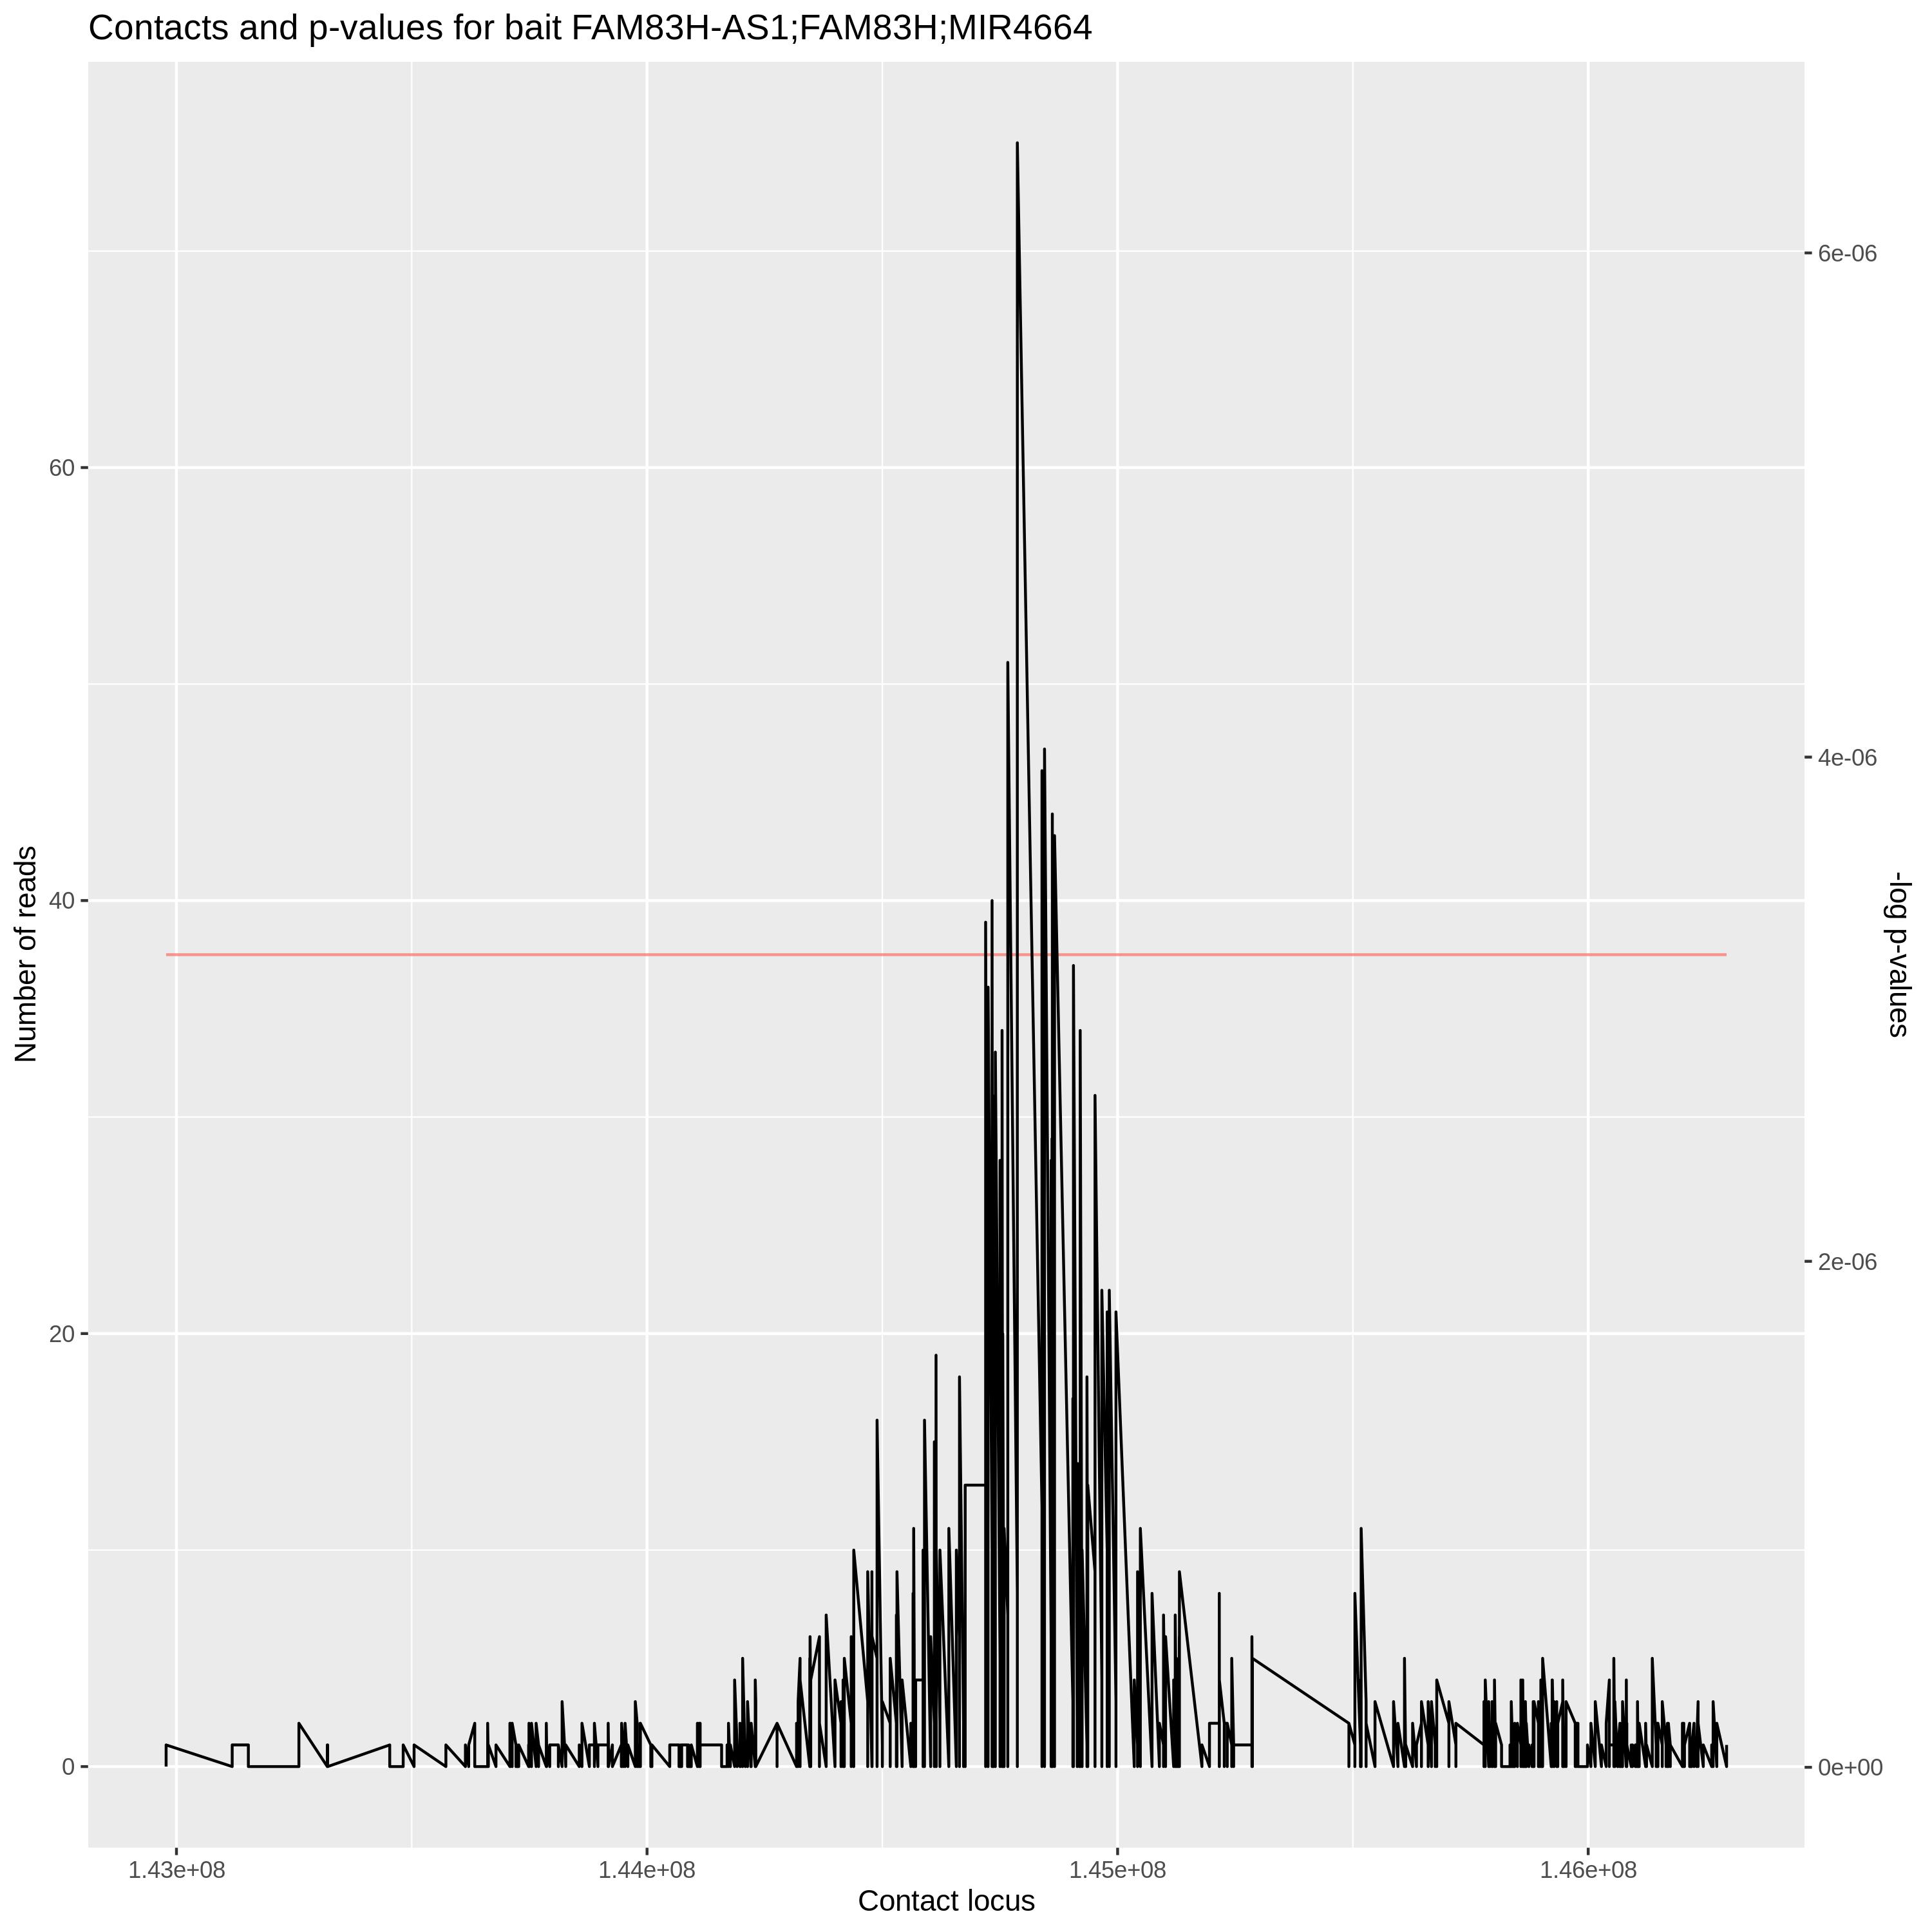 Contacts and p-values for bait FAM83H-AS1;FAM83H;MIR4664
Number of reads
60
40
20
0
6e-06
4e-06
2e-06
0e+00
-log p-values
1.43e+08
1.44e+08
1.45e+08
1.46e+08
Contact locus